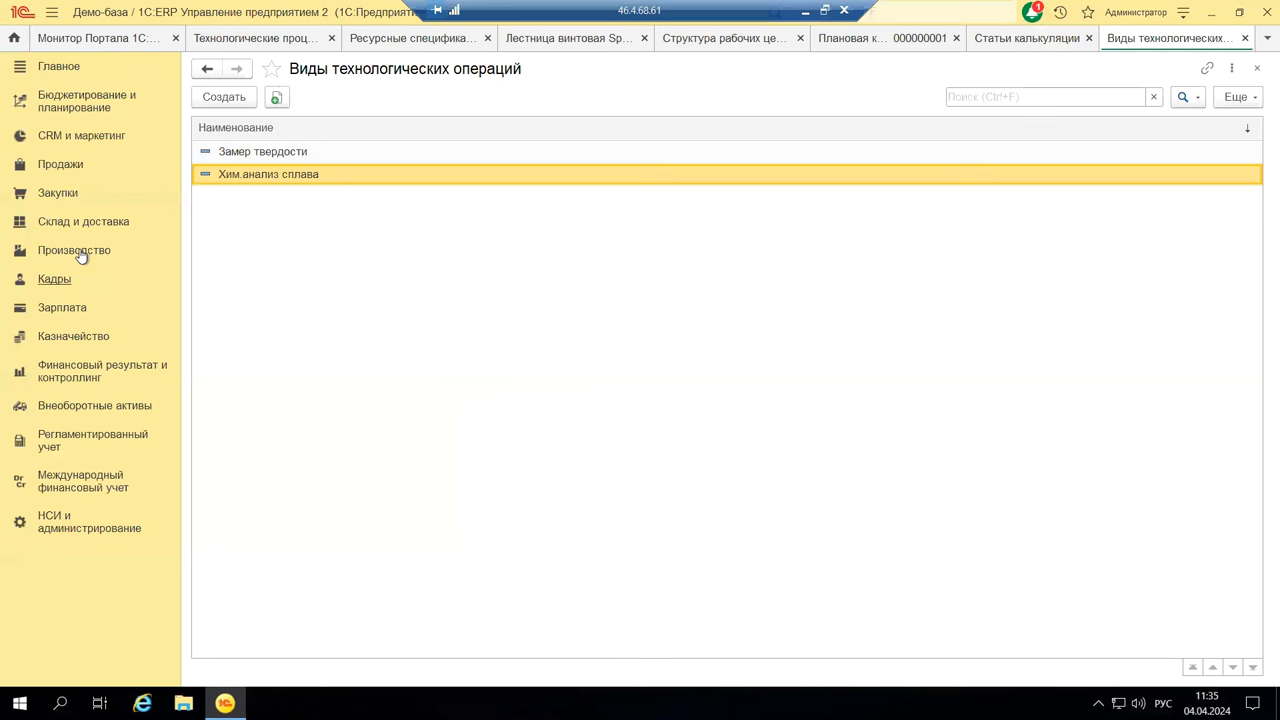 Демо-база / 1С:ERP Управление предприятием 2 (1С:Предприяти
46.4.68.61
1
Администратор
Монитор Портала 1С:...
Технологические проц...
Ресурсные специфика...
Лестница винтовая Sp...
Структура рабочих це...
Плановая к... 000000001
Статьи калькуляции
Виды технологических...
Главное
Бюджетирование и
планирование
CRM и маркетинг
Продажи
Закупки
Склад и доставка
Производство
Кадры
Зарплата
Казначейство
Финансовый результат и
контроллинг
Внеоборотные активы
Регламентированный
учет
Международный
финансовый учет
НСИ и
администрирование
Виды технологических операций
Создать
Поиск (Ctrl+F)
Еще
Наименование
Замер твердости
Хим.анализ сплава
РУС
11:35
04.04.2024